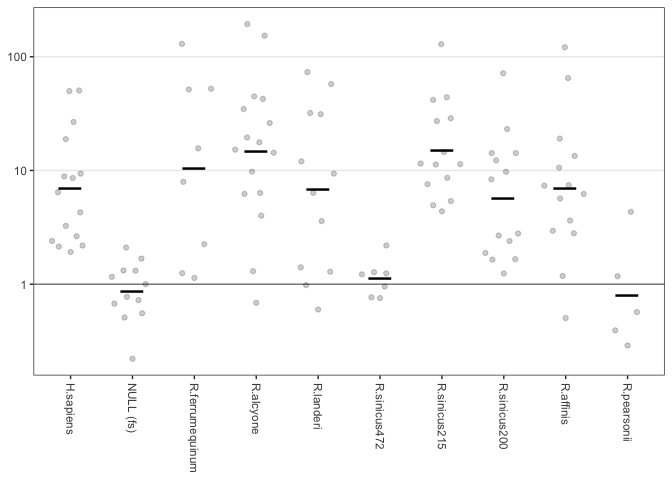 100
10
1
H.sapiens
NULL (fs)
R.ferrumequinum
R.alcyone
R.landeri
R.sinicus472
R.sinicus215
R.sinicus200
R.affinis
R.pearsonii